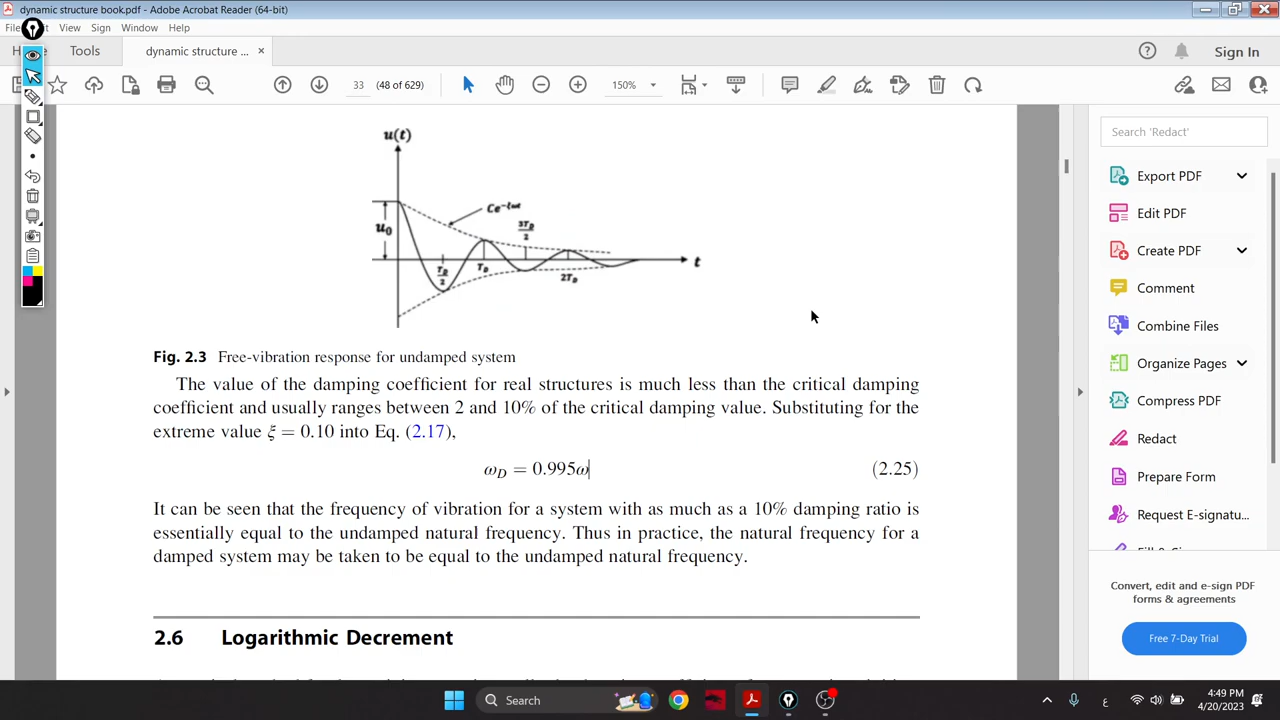 dynamic structure book.pdf - Adobe Acrobat Reader (64-bit)
View Sign Window Help
Tools dynamic structure ... × Sign In
33 (48 of 629) 150%
Search 'Redact'
Export PDF
Edit PDF
Create PDF
Comment
Combine Files
Organize Pages
Compress PDF
Redact
Prepare Form
Request E-signatu...
Convert, edit and e-sign PDF
forms & agreements
Free 7-Day Trial
u(t)
u₀
3T_D/2
T_D/2
T_D
2T_D
t
Fig. 2.3 Free-vibration response for undamped system
The value of the damping coefficient for real structures is much less than the critical damping
coefficient and usually ranges between 2 and 10% of the critical damping value. Substituting for the
extreme value ξ = 0.10 into Eq. (2.17),
ω_D = 0.995ω (2.25)
It can be seen that the frequency of vibration for a system with as much as a 10% damping ratio is
essentially equal to the undamped natural frequency. Thus in practice, the natural frequency for a
damped system may be taken to be equal to the undamped natural frequency.
2.6 Logarithmic Decrement
Search
ع
4:49 PM
4/20/2023